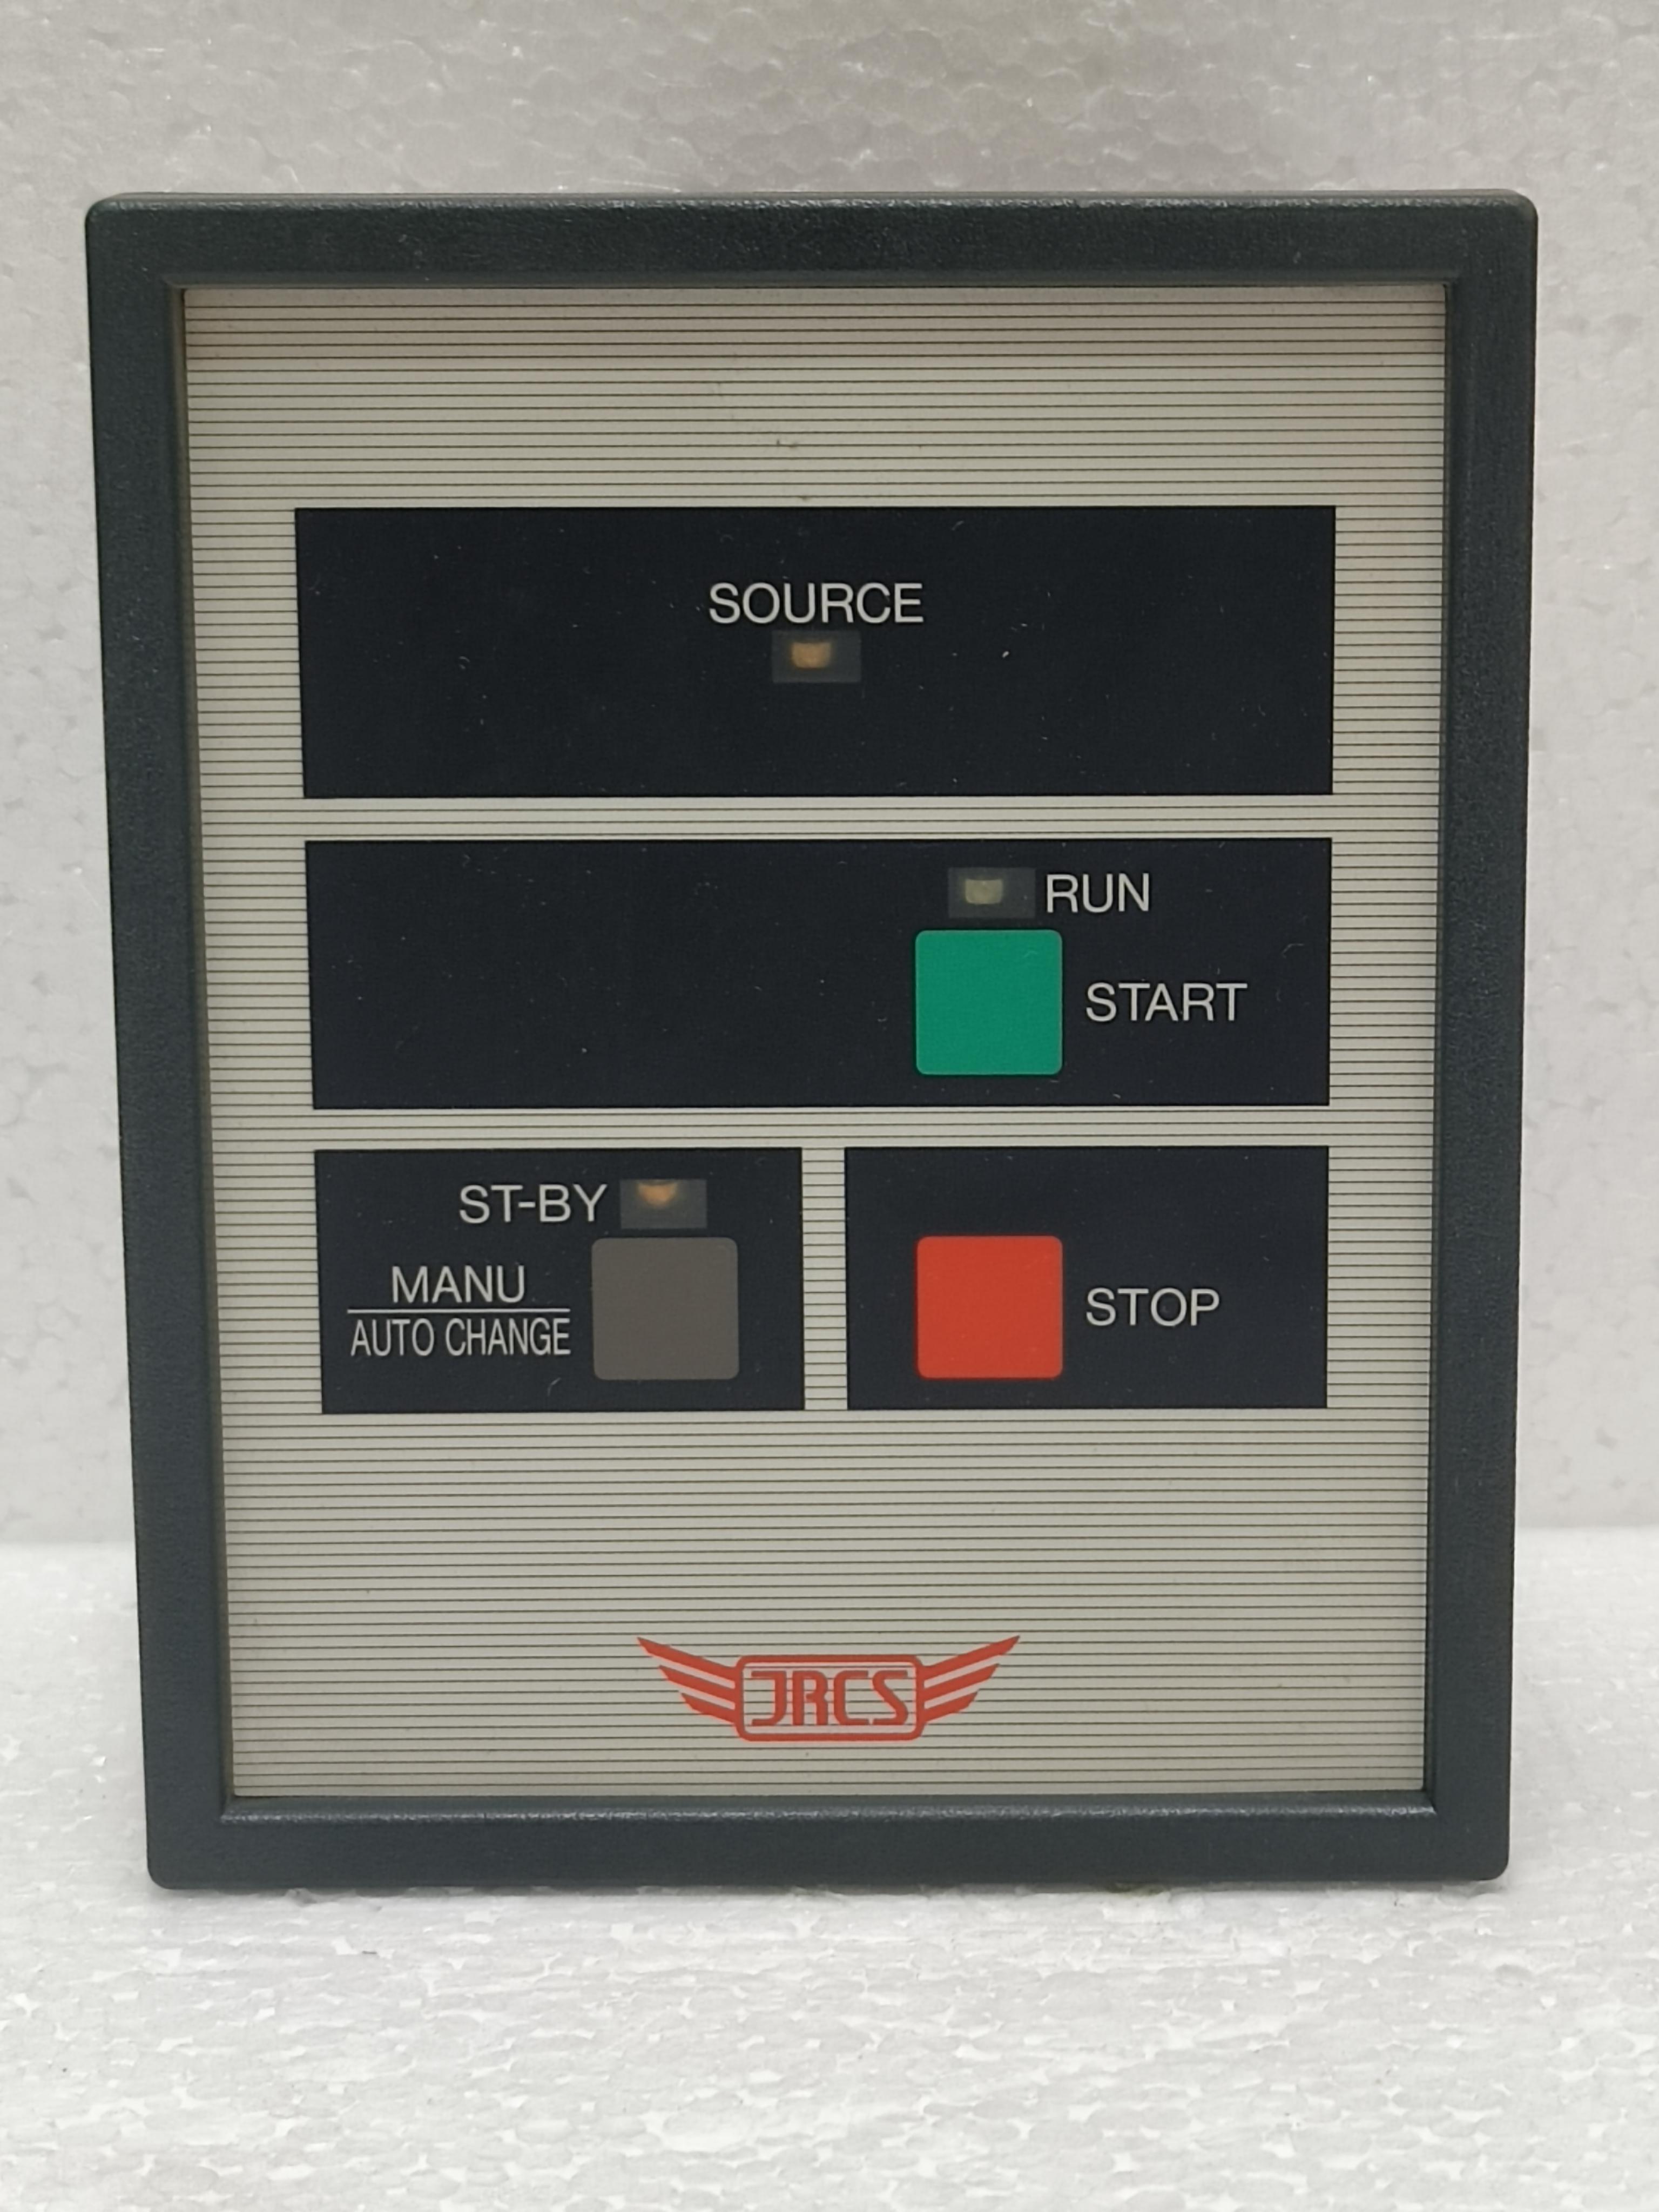 SOURCE
RUN
START
ST-BY
MANU
AUTO CHANGE
STOP
JRCS